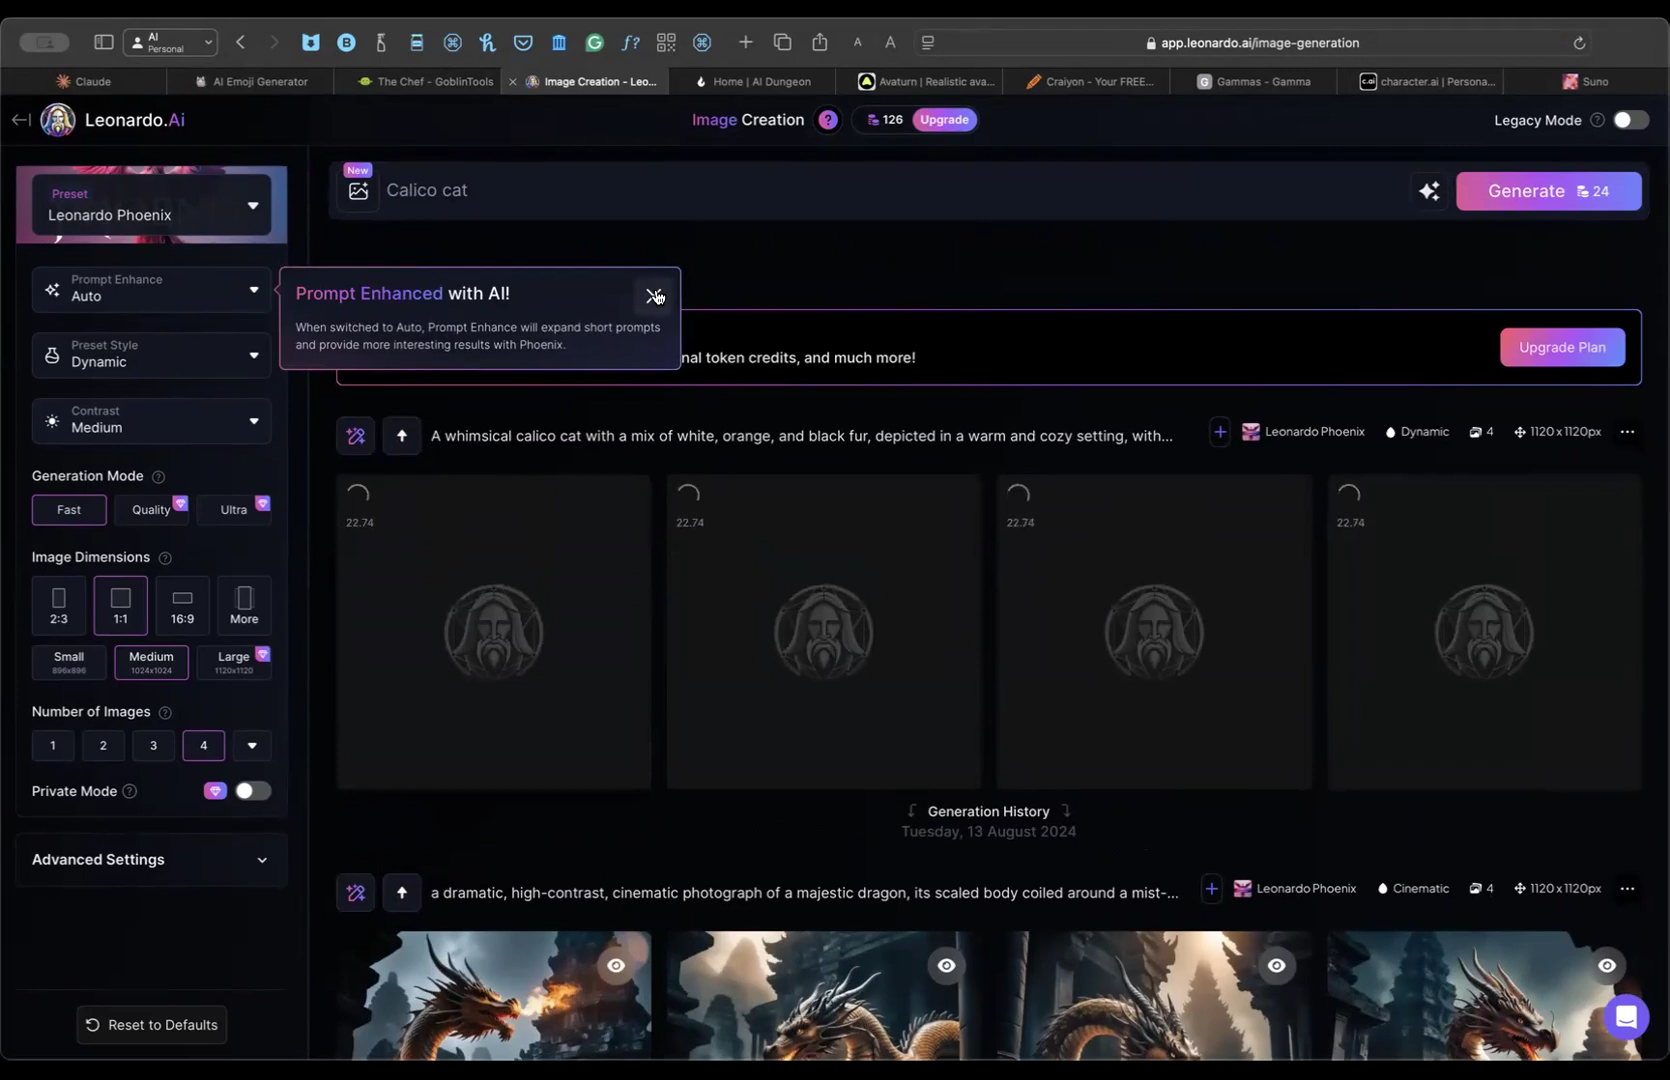 AI
Personal
app.leonardo.ai/image-generation
A
A
Claude
AI Emoji Generator
The Chef - GoblinTools
Image Creation - Leo...
Home | AI Dungeon
Avaturn | Realistic ava...
Craiyon - Your FREE...
Gammas - Gamma
character.ai | Persona...
Suno
Leonardo.Ai
Image Creation
?
126
Upgrade
Legacy Mode
New
Calico cat
Generate 24
Preset
Leonardo Phoenix
Prompt Enhance
Auto
Prompt Enhanced with AI!
When switched to Auto, Prompt Enhance will expand short prompts
and provide more interesting results with Phoenix.
nal token credits, and much more!
Upgrade Plan
Preset Style
Dynamic
Contrast
Medium
A whimsical calico cat with a mix of white, orange, and black fur, depicted in a warm and cozy setting, with...
Leonardo Phoenix
Dynamic
4
1120 x 1120px
Generation Mode
Fast
Quality
Ultra
22.74
22.74
22.74
22.74
Image Dimensions
2:3
1:1
16:9
More
Small
896x896
Medium
1024x1024
Large
1120x1120
Number of Images
1
2
3
4
Private Mode
Generation History
Tuesday, 13 August 2024
Advanced Settings
a dramatic, high-contrast, cinematic photograph of a majestic dragon, its scaled body coiled around a mist-...
Leonardo Phoenix
Cinematic
4
1120 x 1120px
Reset to Defaults